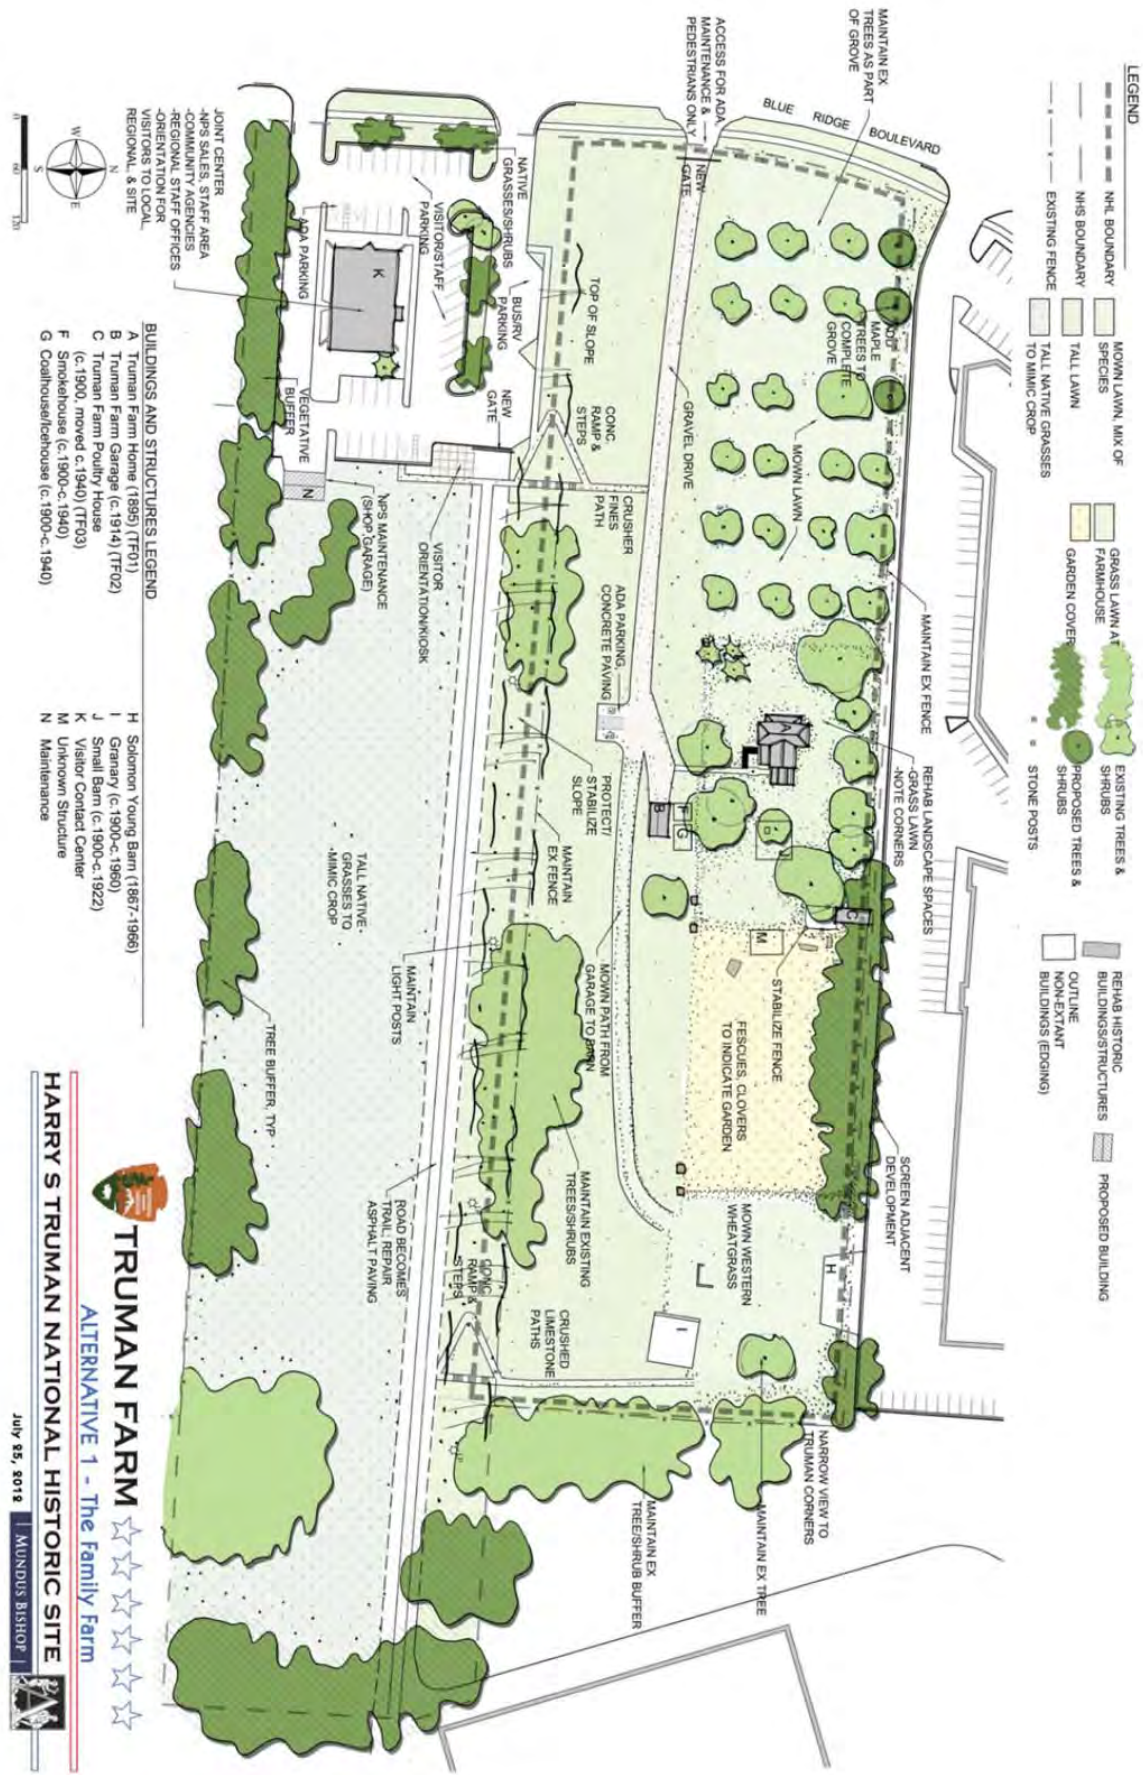 LEGEND
NHL BOUNDARY
NHS BOUNDARY
EXISTING FENCE
MOWN LAWN, MIX OF
SPECIES
TALL LAWN
TALL NATIVE GRASSES
TO MIMIC CROP
GRASS LAWN AT
FARMHOUSE
GARDEN COVER
EXISTING TREES &
SHRUBS
PROPOSED TREES &
SHRUBS
STONE POSTS
REHAB HISTORIC
BUILDINGS/STRUCTURES
OUTLINE
NON-EXTANT
BUILDINGS (EDGING)
PROPOSED BUILDING
MAINTAIN EX
TREES AS PART
OF GROVE
BLUE RIDGE BOULEVARD
ACCESS FOR ADA,
MAINTENANCE &
PEDESTRIANS ONLY
NEW
GATE
ADD
MAPLE
TREES TO
COMPLETE
GROVE
MOWN LAWN
GRAVEL DRIVE
MAINTAIN EX FENCE
REHAB LANDSCAPE SPACES
-GRASS LAWN
-NOTE CORNERS
A
B
F
G
D
C
M
STABILIZE FENCE
FESCUES, CLOVERS
TO INDICATE GARDEN
SCREEN ADJACENT
DEVELOPMENT
H
MOWN WESTERN
WHEATGRASS
I
NARROW VIEW TO
TRUMAN CORNERS
MAINTAIN EX TREE
MAINTAIN EX
TREE/SHRUB BUFFER
TOP OF SLOPE
CONC.
RAMP &
STEPS
CRUSHER
FINES
PATH
ADA PARKING,
CONCRETE PAVING
PROTECT/
STABILIZE
SLOPE
MAINTAIN
EX FENCE
MOWN PATH FROM
GARAGE TO BARN
MAINTAIN EXISTING
TREES/SHRUBS
CRUSHED
LIMESTONE
PATHS
CONC.
RAMP &
STEPS
NATIVE
GRASSES/SHRUBS
BUS/RV
PARKING
NEW
GATE
VISITOR/STAFF
PARKING
VISITOR
ORIENTATION/KIOSK
MAINTAIN
LIGHT POSTS
ROAD BECOMES
TRAIL; REPAIR
ASPHALT PAVING
K
ADA PARKING
NPS MAINTENANCE
(SHOP, GARAGE)
N
VEGETATIVE
BUFFER
TALL NATIVE
GRASSES TO
MIMIC CROP
TREE BUFFER, TYP
JOINT CENTER
-NPS SALES, STAFF AREA
-COMMUNITY AGENCIES
-REGIONAL STAFF OFFICES
-ORIENTATION FOR
VISITORS TO LOCAL,
REGIONAL, & SITE
N
E
S
W
0 60 120
BUILDINGS AND STRUCTURES LEGEND
A Truman Farm Home (1895) (TF01)
B Truman Farm Garage (c.1914) (TF02)
C Truman Farm Poultry House
(c.1900, moved c.1940) (TF03)
F Smokehouse (c.1900-c.1940)
G Coalhouse/Icehouse (c.1900-c.1940)
H Solomon Young Barn (1867-1966)
I Granary (c.1900-c.1960)
J Small Barn (c.1900-c.1922)
K Visitor Contact Center
M Unknown Structure
N Maintenance
TRUMAN FARM
ALTERNATIVE 1 - The Family Farm
HARRY S TRUMAN NATIONAL HISTORIC SITE
July 25, 2012
MUNDUS BISHOP